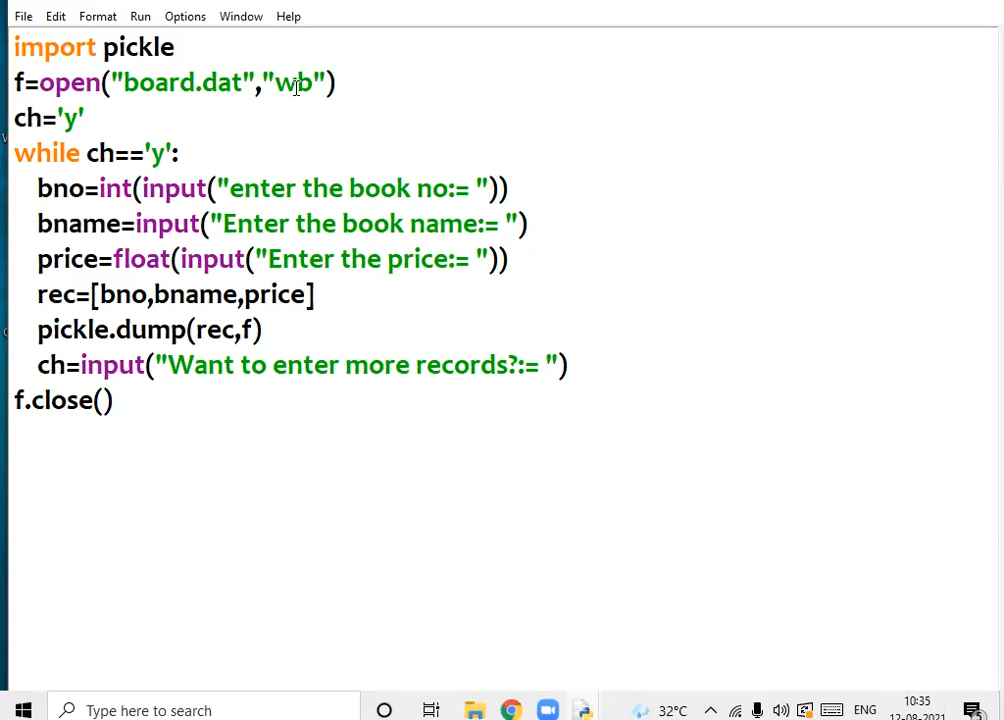 File Edit Format Run Options Window Help
import pickle
f=open("board.dat","wb")
ch='y'
while ch=='y':
    bno=int(input("enter the book no:= "))
    bname=input("Enter the book name:= ")
    price=float(input("Enter the price:= "))
    rec=[bno,bname,price]
    pickle.dump(rec,f)
    ch=input("Want to enter more records?:= ")
f.close()
Type here to search
32°C
ENG
10:35
12-08-2021